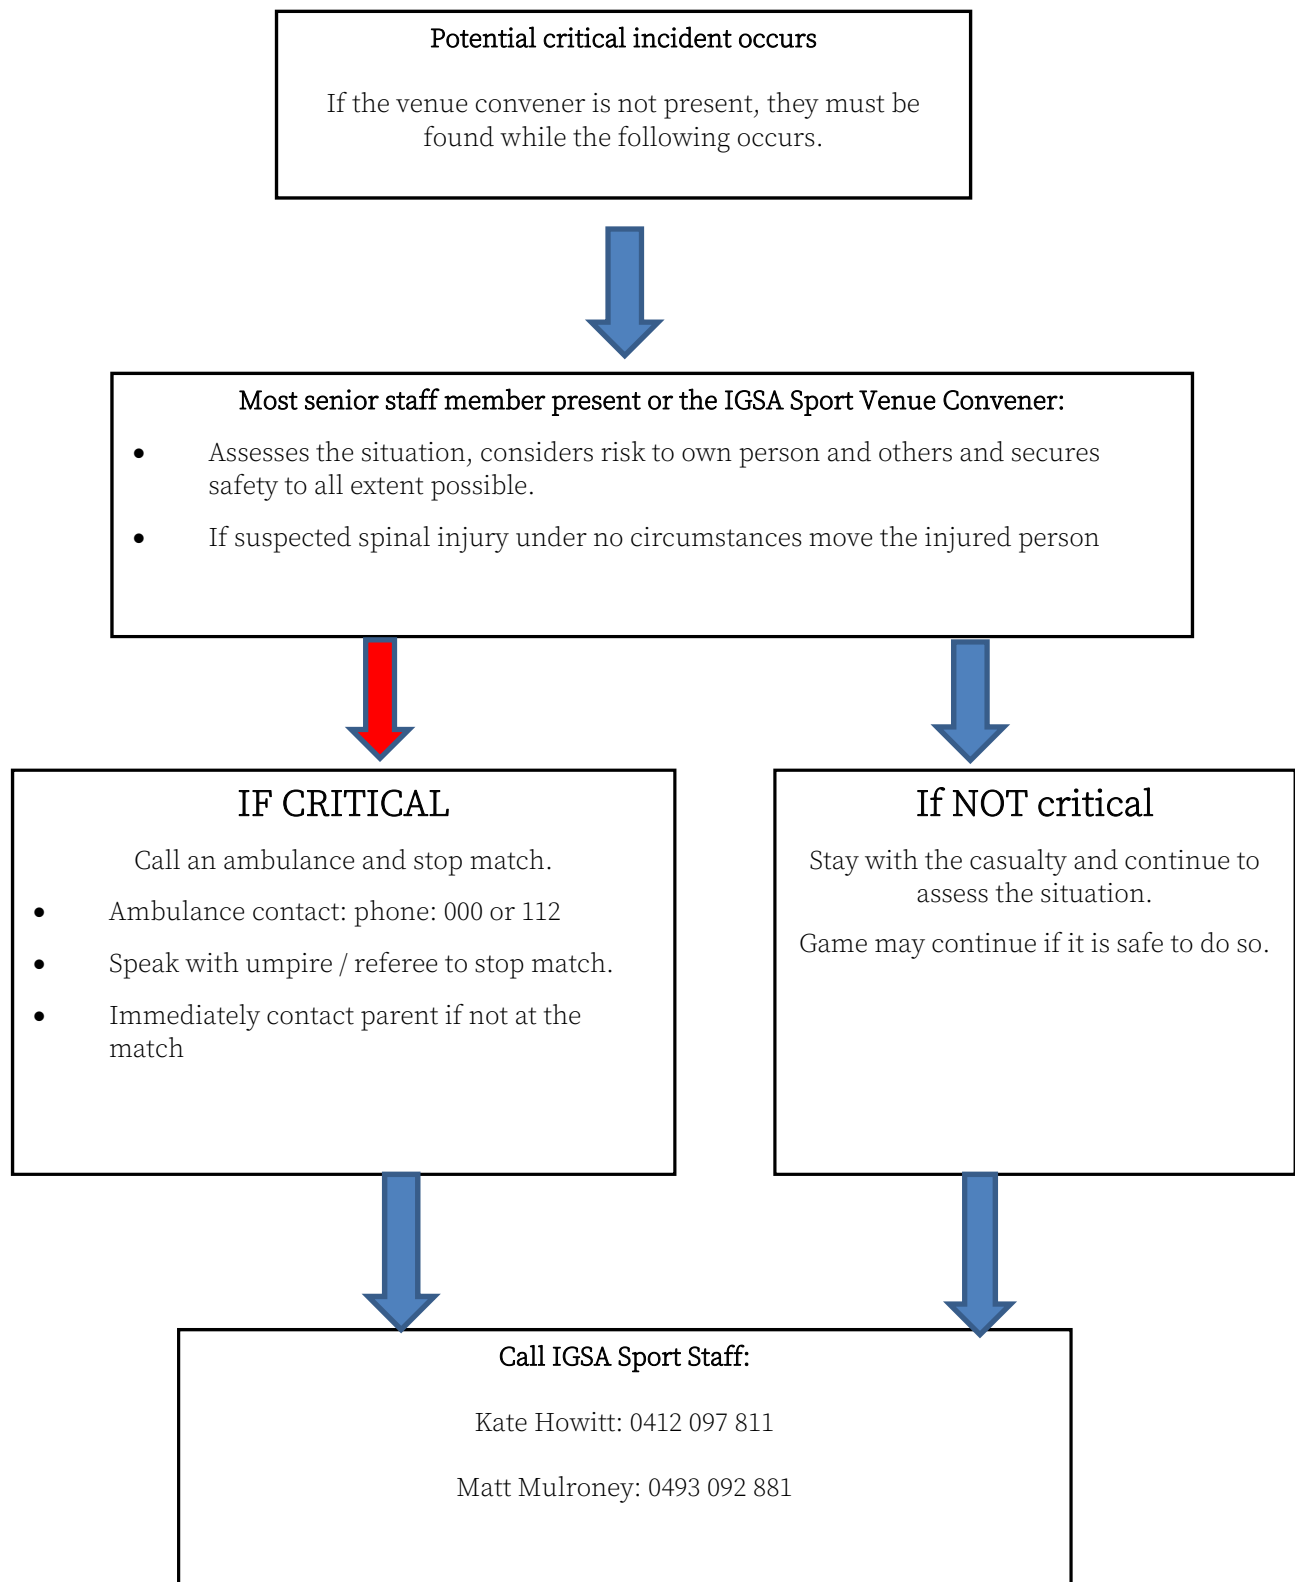 Potential critical incident occurs
If the venue convener is not present, they must be
found while the following occurs.
Most senior staff member present or the IGSA Sport Venue Convener:
• Assesses the situation, considers risk to own person and others and secures
safety to all extent possible.
• If suspected spinal injury under no circumstances move the injured person
IF CRITICAL
Call an ambulance and stop match.
• Ambulance contact: phone: 000 or 112
• Speak with umpire / referee to stop match.
• Immediately contact parent if not at the
match
If NOT critical
Stay with the casualty and continue to
assess the situation.
Game may continue if it is safe to do so.
Call IGSA Sport Staff:
Kate Howitt: 0412 097 811
Matt Mulroney: 0493 092 881